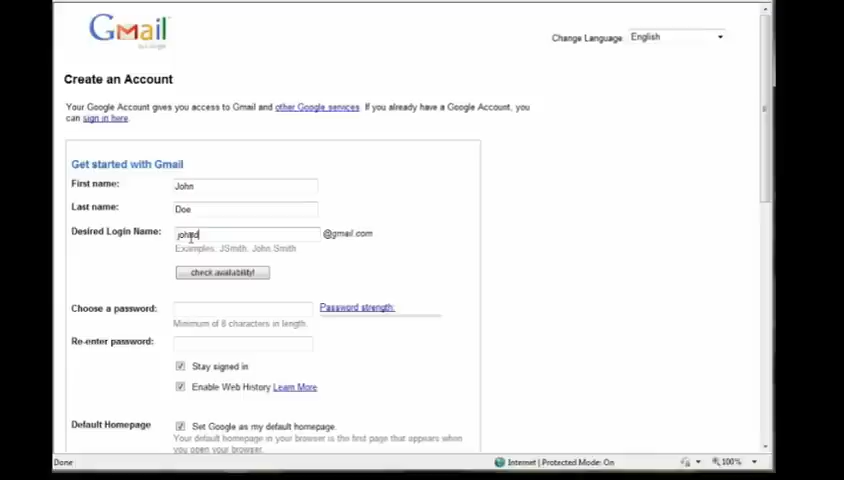 Gmail
by Google
Change Language: English
Create an Account
Your Google Account gives you access to Gmail and other Google services. If you already have a Google Account, you
can sign in here.
Get started with Gmail
First name: John
Last name: Doe
Desired Login Name: @gmail.com
Examples: JSmith, John.Smith
check availability!
Choose a password: Password strength:
Minimum of 8 characters in length.
Re-enter password:
Stay signed in
Enable Web History Learn More
Default Homepage Set Google as my default homepage.
Your default homepage in your browser is the first page that appears when
you open your browser.
Done Internet | Protected Mode: On 100%